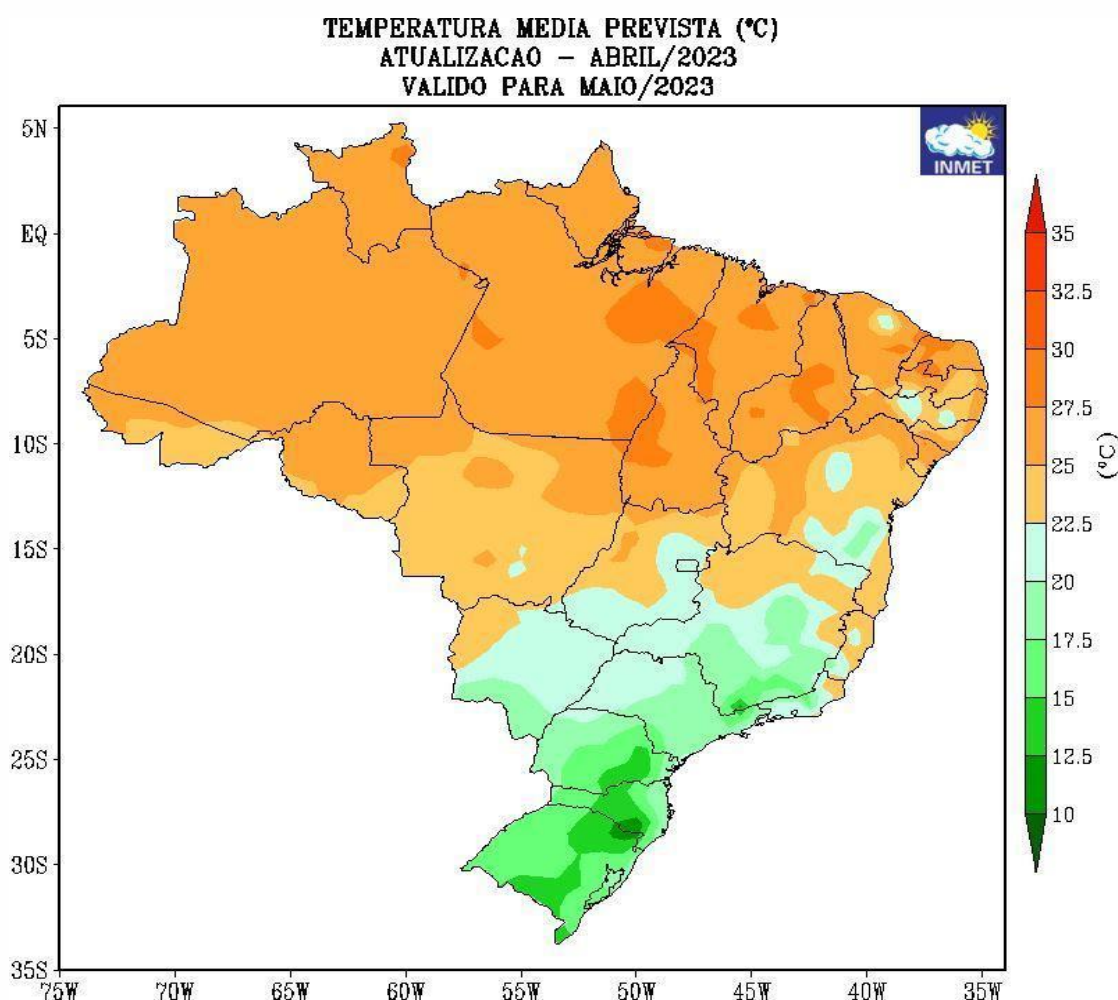 TEMPERATURA MEDIA PREVISTA (°C)
ATUALIZACAO - ABRIL/2023
VALIDO PARA MAIO/2023
INMET
5N
EQ
5S
10S
15S
20S
25S
30S
35S
75W 70W 65W 60W 55W 50W 45W 40W 35W
35
32.5
30
27.5
25
22.5
20
17.5
15
12.5
10
(°C)